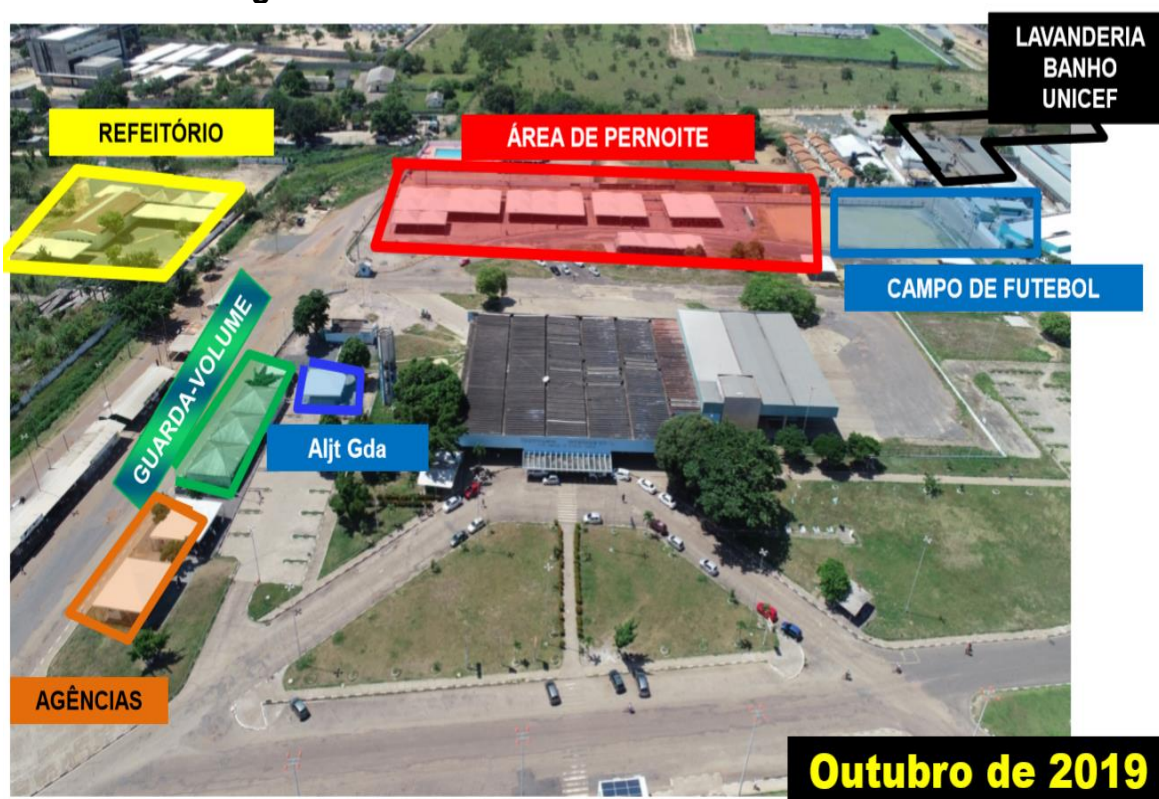 LAVANDERIA
BANHO
UNICEF
REFEITÓRIO
ÁREA DE PERNOITE
CAMPO DE FUTEBOL
GUARDA-VOLUME
Aljt Gda
AGÊNCIAS
Outubro de 2019